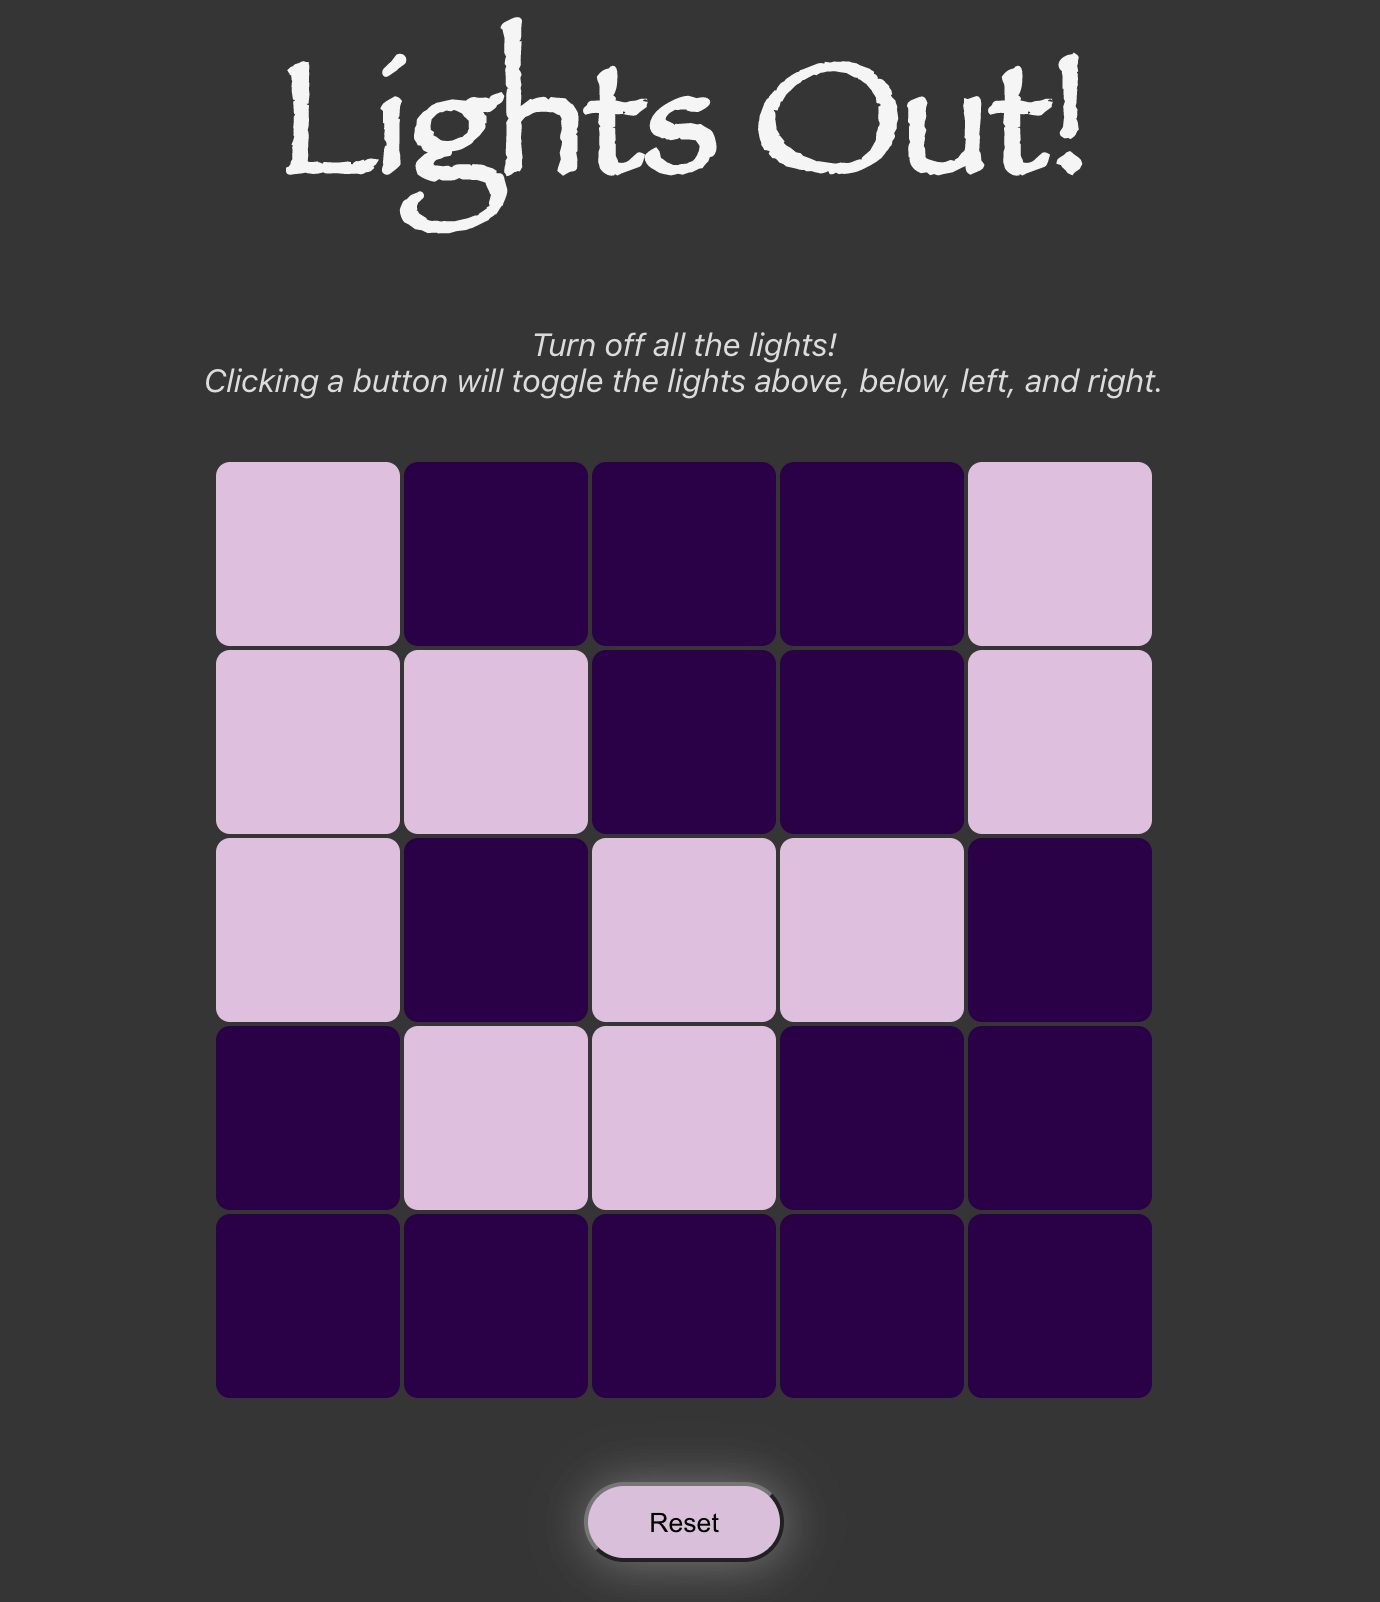 Lights Out!
Turn off all the lights!
Clicking a button will toggle the lights above, below, left, and right.
Reset